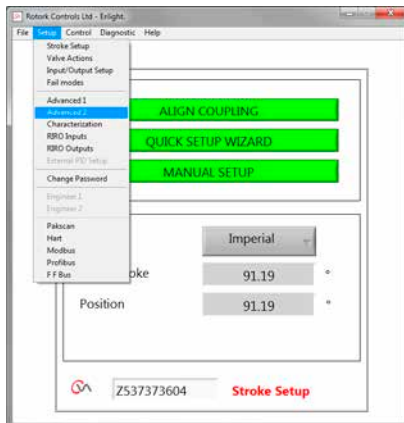 Rotork Controls Ltd - Enlight.
File Setup Control Diagnostic Help
Stroke Setup
Valve Actions
Input/Output Setup
Fail modes
Advanced 1
Advanced 2
Characterization
RIRO Inputs
RIRO Outputs
External PID Setup
Change Password
Engineer 1
Engineer 2
Pakscan
Hart
Modbus
Profibus
F F Bus
ALIGN COUPLING
QUICK SETUP WIZARD
MANUAL SETUP
Imperial
oke 91.19 °
Position 91.19 °
Z537373604 Stroke Setup